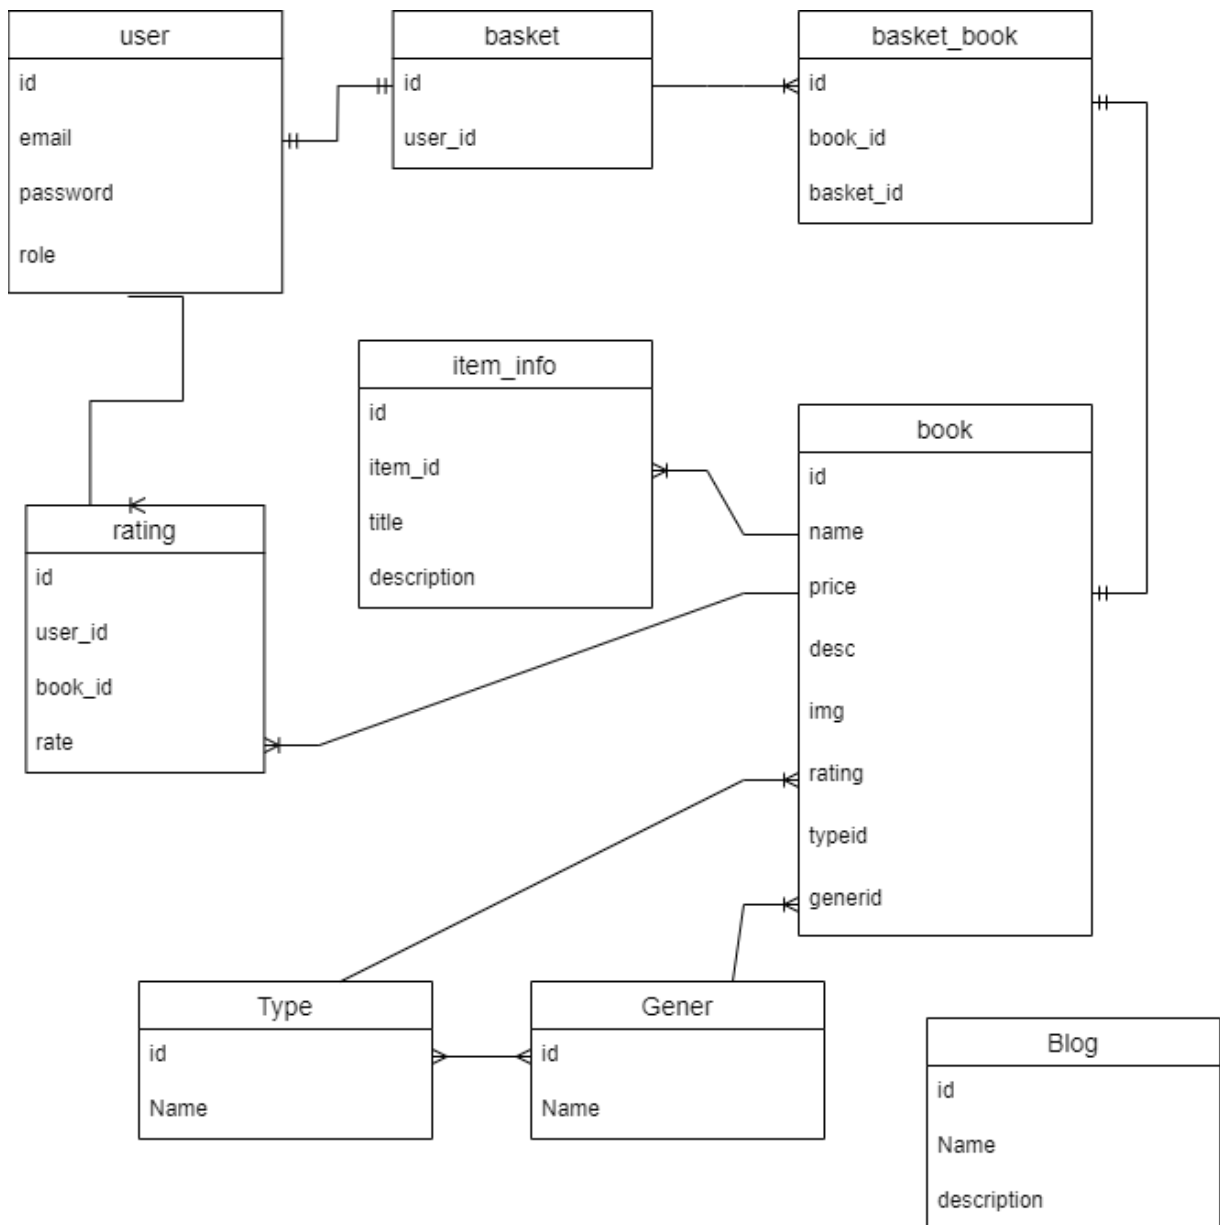 user
id
email
password
role
basket
id
user_id
basket_book
id
book_id
basket_id
item_info
id
item_id
title
description
book
id
name
price
desc
img
rating
typeid
generid
rating
id
user_id
book_id
rate
Type
id
Name
Gener
id
Name
Blog
id
Name
description